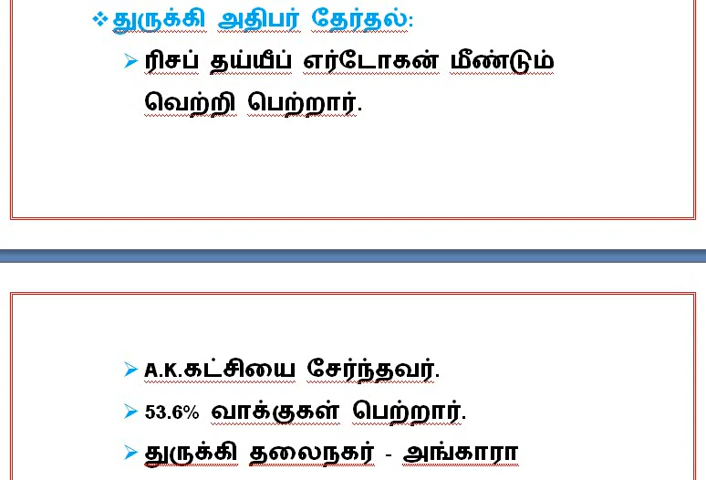 ❖துருக்கி அதிபர் தேர்தல்:
➢ ரிசப் தய்யீப் எர்டோகன் மீண்டும்
வெற்றி பெற்றார்.
➢ A.K.கட்சியை சேர்ந்தவர்.
➢ 53.6% வாக்குகள் பெற்றார்.
➢ துருக்கி தலைநகர் - அங்காரா